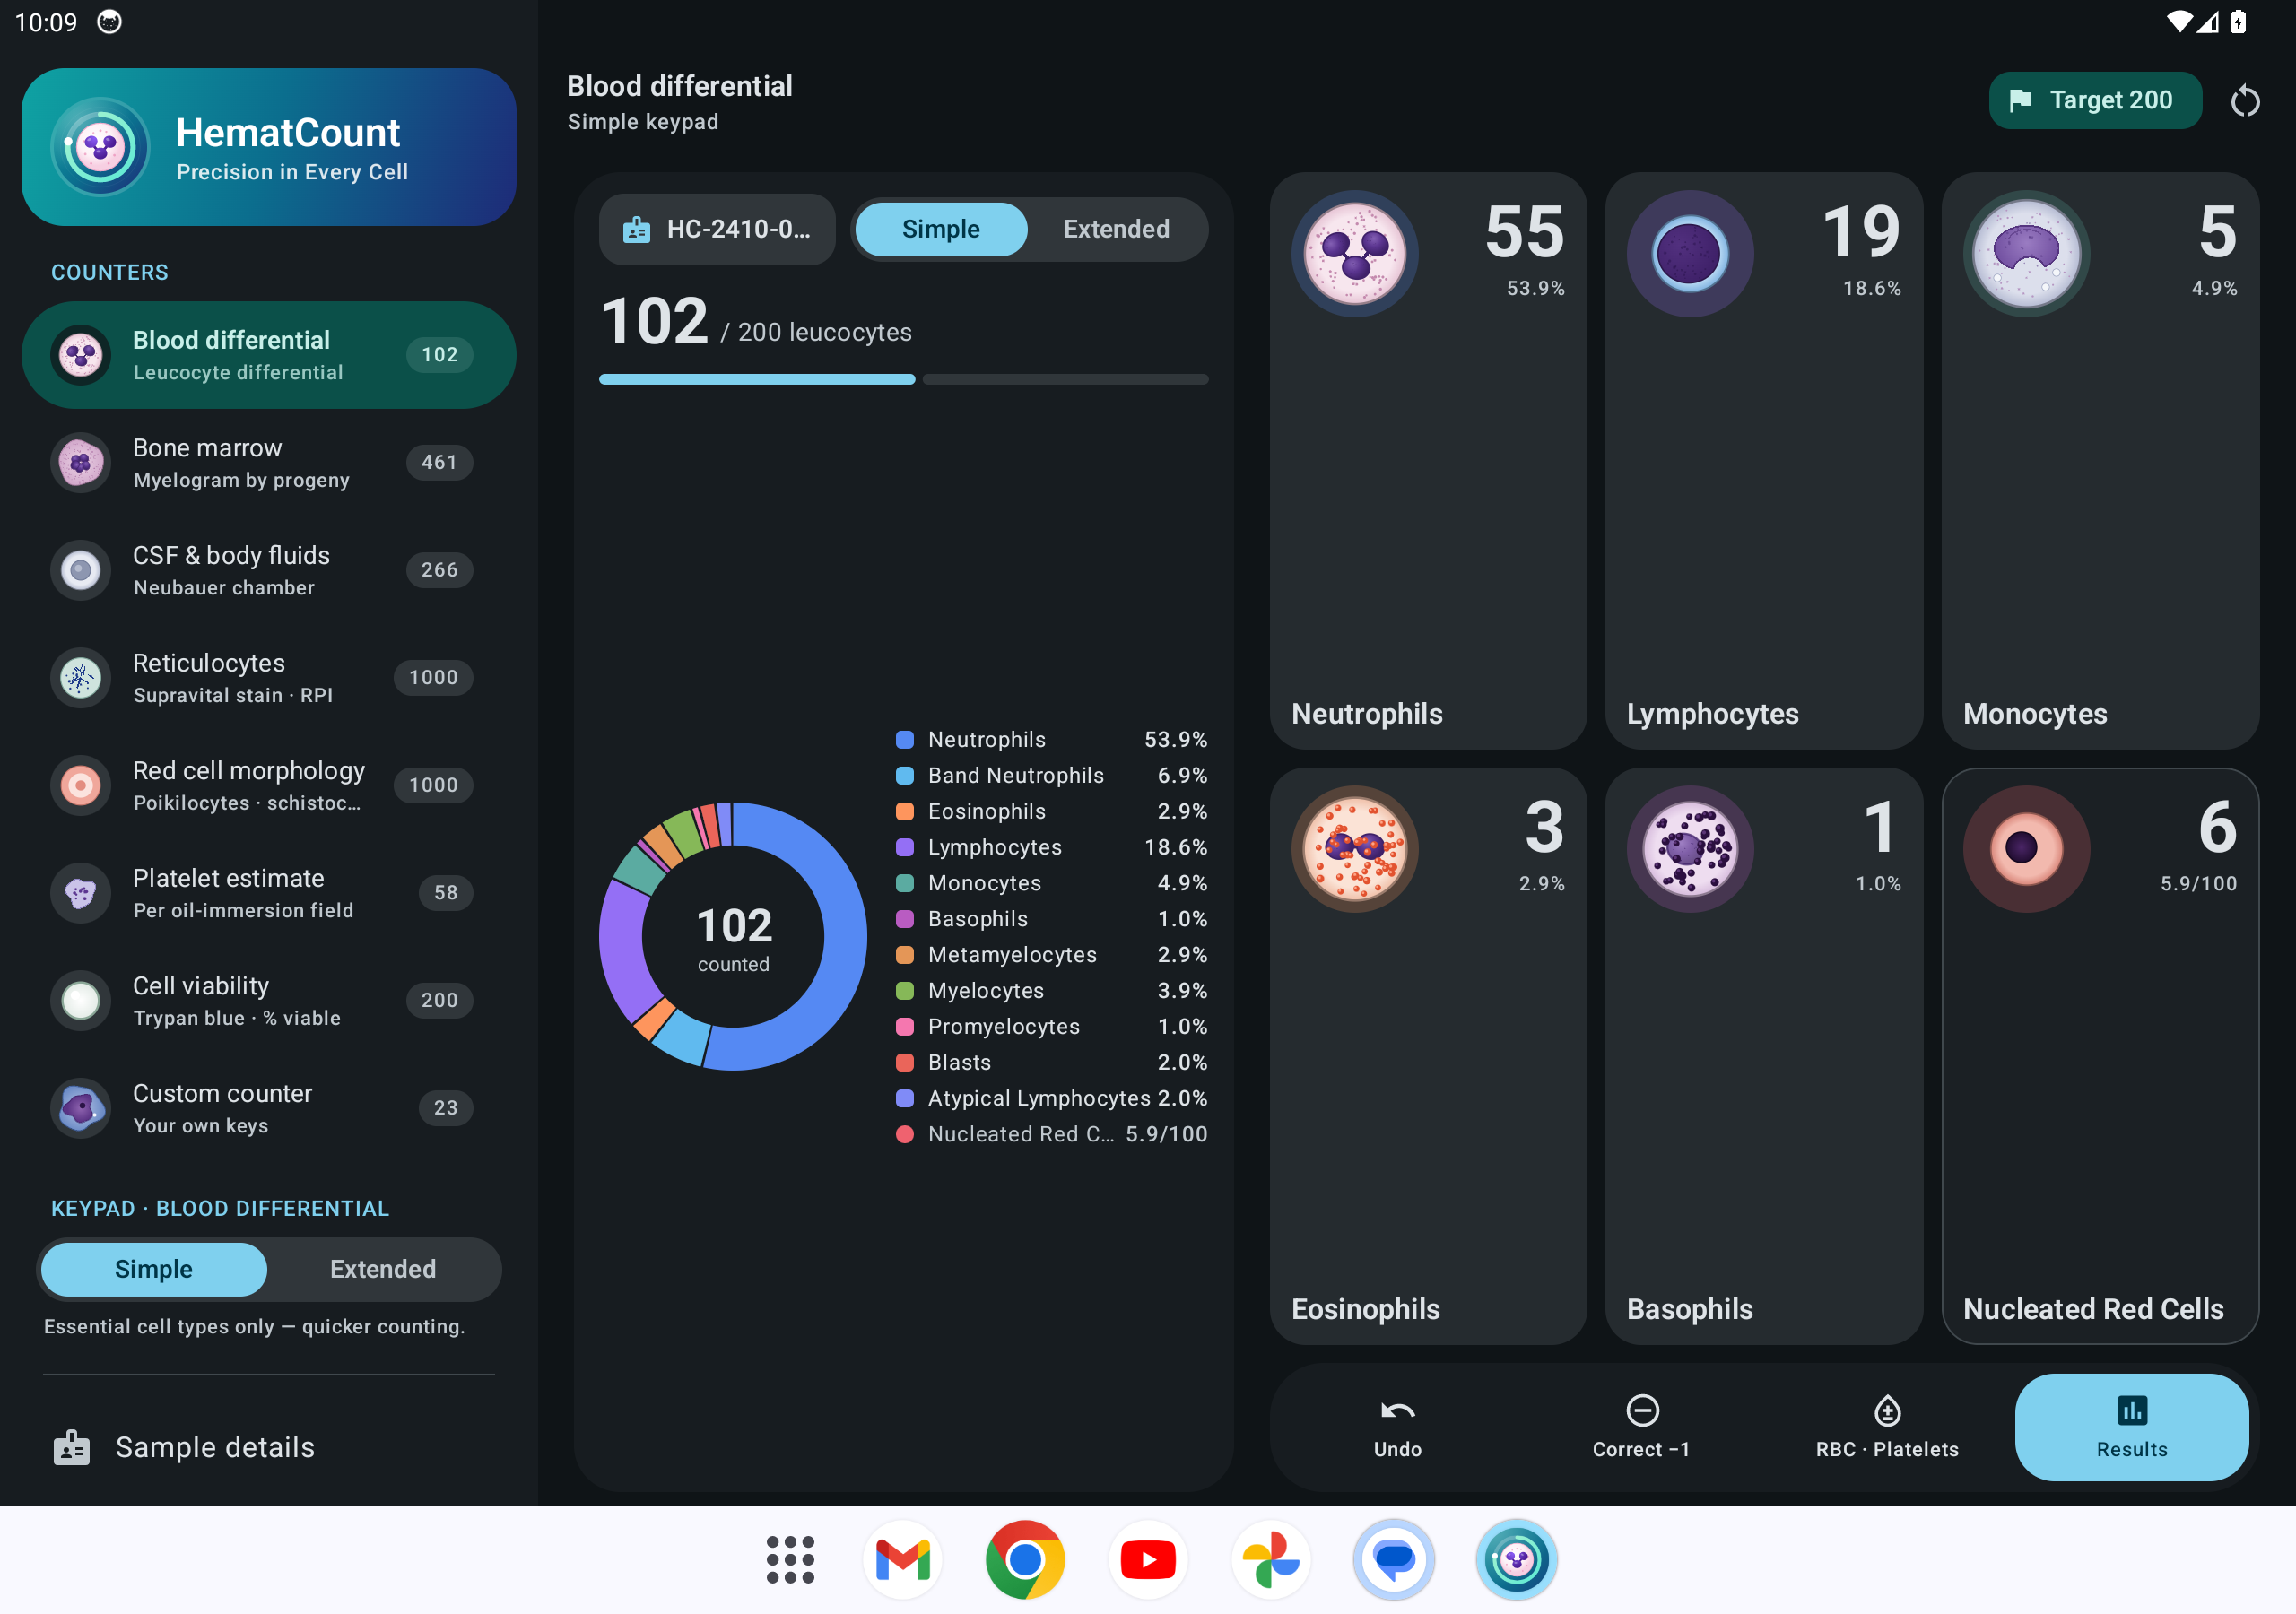 10:09
HematCount
Precision in Every Cell
COUNTERS
Blood differential
Leucocyte differential
102
Bone marrow
Myelogram by progeny
461
CSF & body fluids
Neubauer chamber
266
Reticulocytes
Supravital stain · RPI
1000
Red cell morphology
Poikilocytes · schistoc...
1000
Platelet estimate
Per oil-immersion field
58
Cell viability
Trypan blue · % viable
200
Custom counter
Your own keys
23
KEYPAD · BLOOD DIFFERENTIAL
Simple Extended
Essential cell types only — quicker counting.
Sample details
Blood differential
Simple keypad
Target 200
HC-2410-0...
Simple Extended
102 / 200 leucocytes
102
counted
Neutrophils 53.9%
Band Neutrophils 6.9%
Eosinophils 2.9%
Lymphocytes 18.6%
Monocytes 4.9%
Basophils 1.0%
Metamyelocytes 2.9%
Myelocytes 3.9%
Promyelocytes 1.0%
Blasts 2.0%
Atypical Lymphocytes 2.0%
Nucleated Red C... 5.9/100
55
53.9%
Neutrophils
19
18.6%
Lymphocytes
5
4.9%
Monocytes
3
2.9%
Eosinophils
1
1.0%
Basophils
6
5.9/100
Nucleated Red Cells
Undo
Correct −1
RBC · Platelets
Results